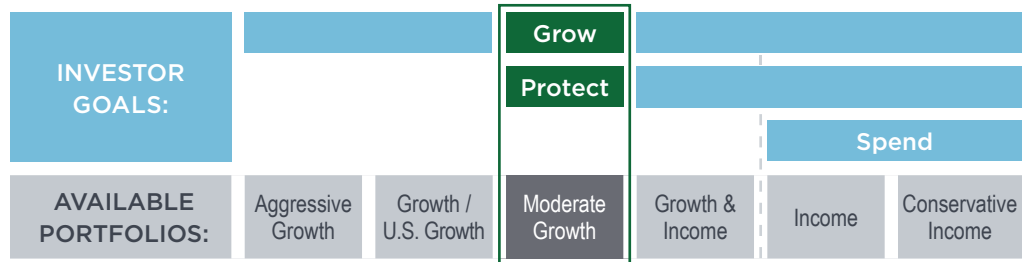 Grow
INVESTOR
GOALS:
Protect
Spend
AVAILABLE
PORTFOLIOS:
Aggressive
Growth
Growth /
U.S. Growth
Moderate
Growth
Growth &
Income
Income
Conservative
Income